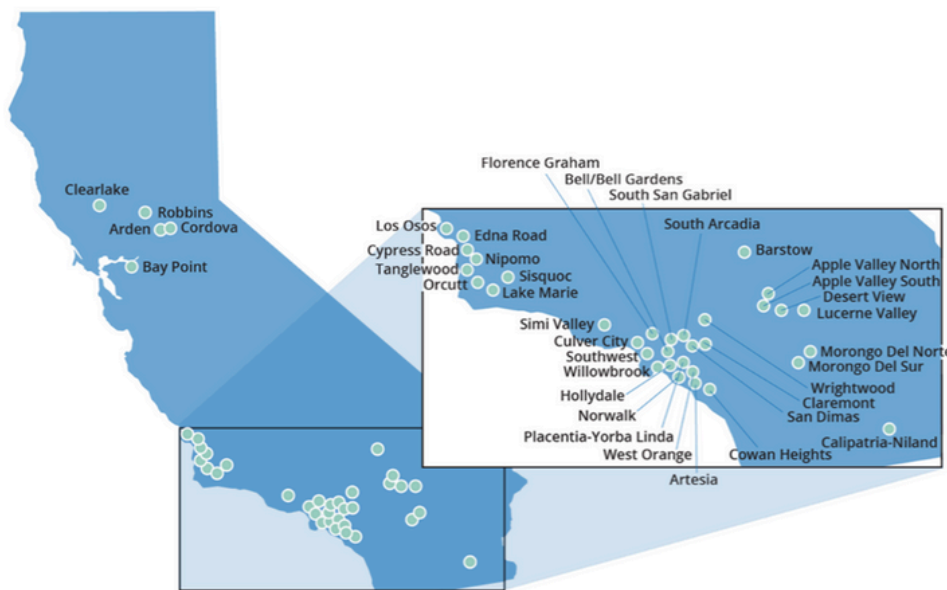 Clearlake
Robbins
Arden
Cordova
Bay Point
Florence Graham
Bell/Bell Gardens
South San Gabriel
South Arcadia
Los Osos
Edna Road
Cypress Road
Nipomo
Tanglewood
Sisquoc
Orcutt
Lake Marie
Barstow
Apple Valley North
Apple Valley South
Desert View
Lucerne Valley
Simi Valley
Culver City
Southwest
Willowbrook
Morongo Del Norte
Morongo Del Sur
Hollydale
Wrightwood
Claremont
Norwalk
San Dimas
Placentia-Yorba Linda
Calipatria-Niland
West Orange
Cowan Heights
Artesia